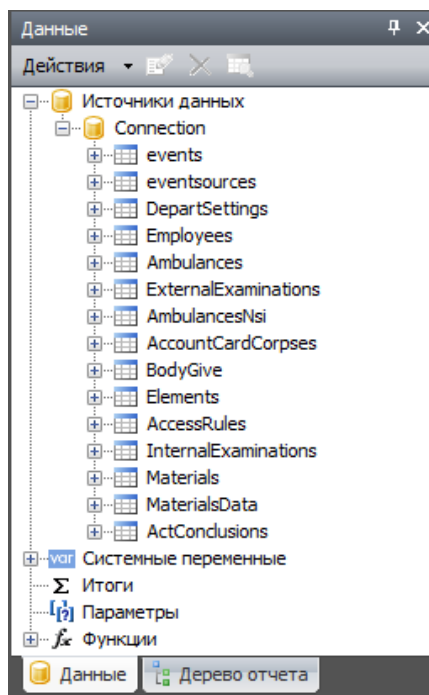 Данные
Действия
Источники данных
Connection
events
eventsources
DepartSettings
Employees
Ambulances
ExternalExaminations
AmbulancesNsi
AccountCardCorpses
BodyGive
Elements
AccessRules
InternalExaminations
Materials
MaterialsData
ActConclusions
var Системные переменные
Σ Итоги
[?] Параметры
fx Функции
Данные Дерево отчета